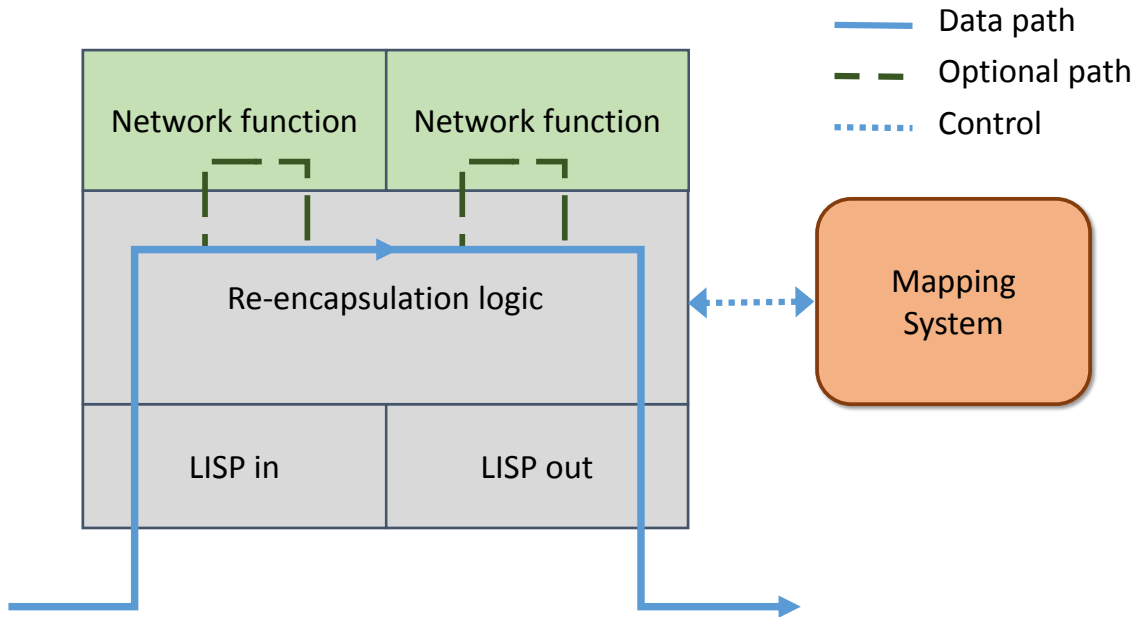 Data path
Optional path
Control
Network function
Network function
Re-encapsulation logic
Mapping
System
LISP in
LISP out